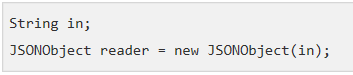 String in;
JSONObject reader = new JSONObject(in);